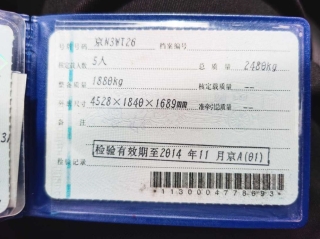 号牌号码 京N3WT26 档案编号
核定载人数 5人 总质量 2480kg
整备质量 1880kg 核定载质量 --
外廓尺寸 4528×1840×1689mm 准牵引总质量 --
备注
检验有效期至2014年11月京A(01)
检验记录